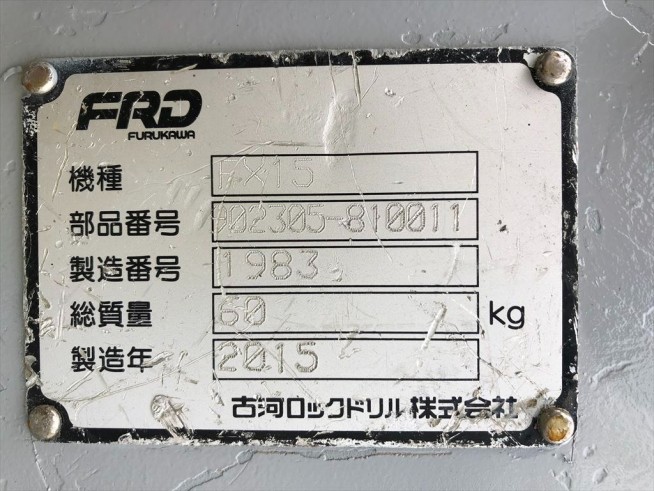 FRD
FURUKAWA
機種 FX15
部品番号 902305-810011
製造番号 1983
総質量 60 kg
製造年 2015
古河ロックドリル株式会社